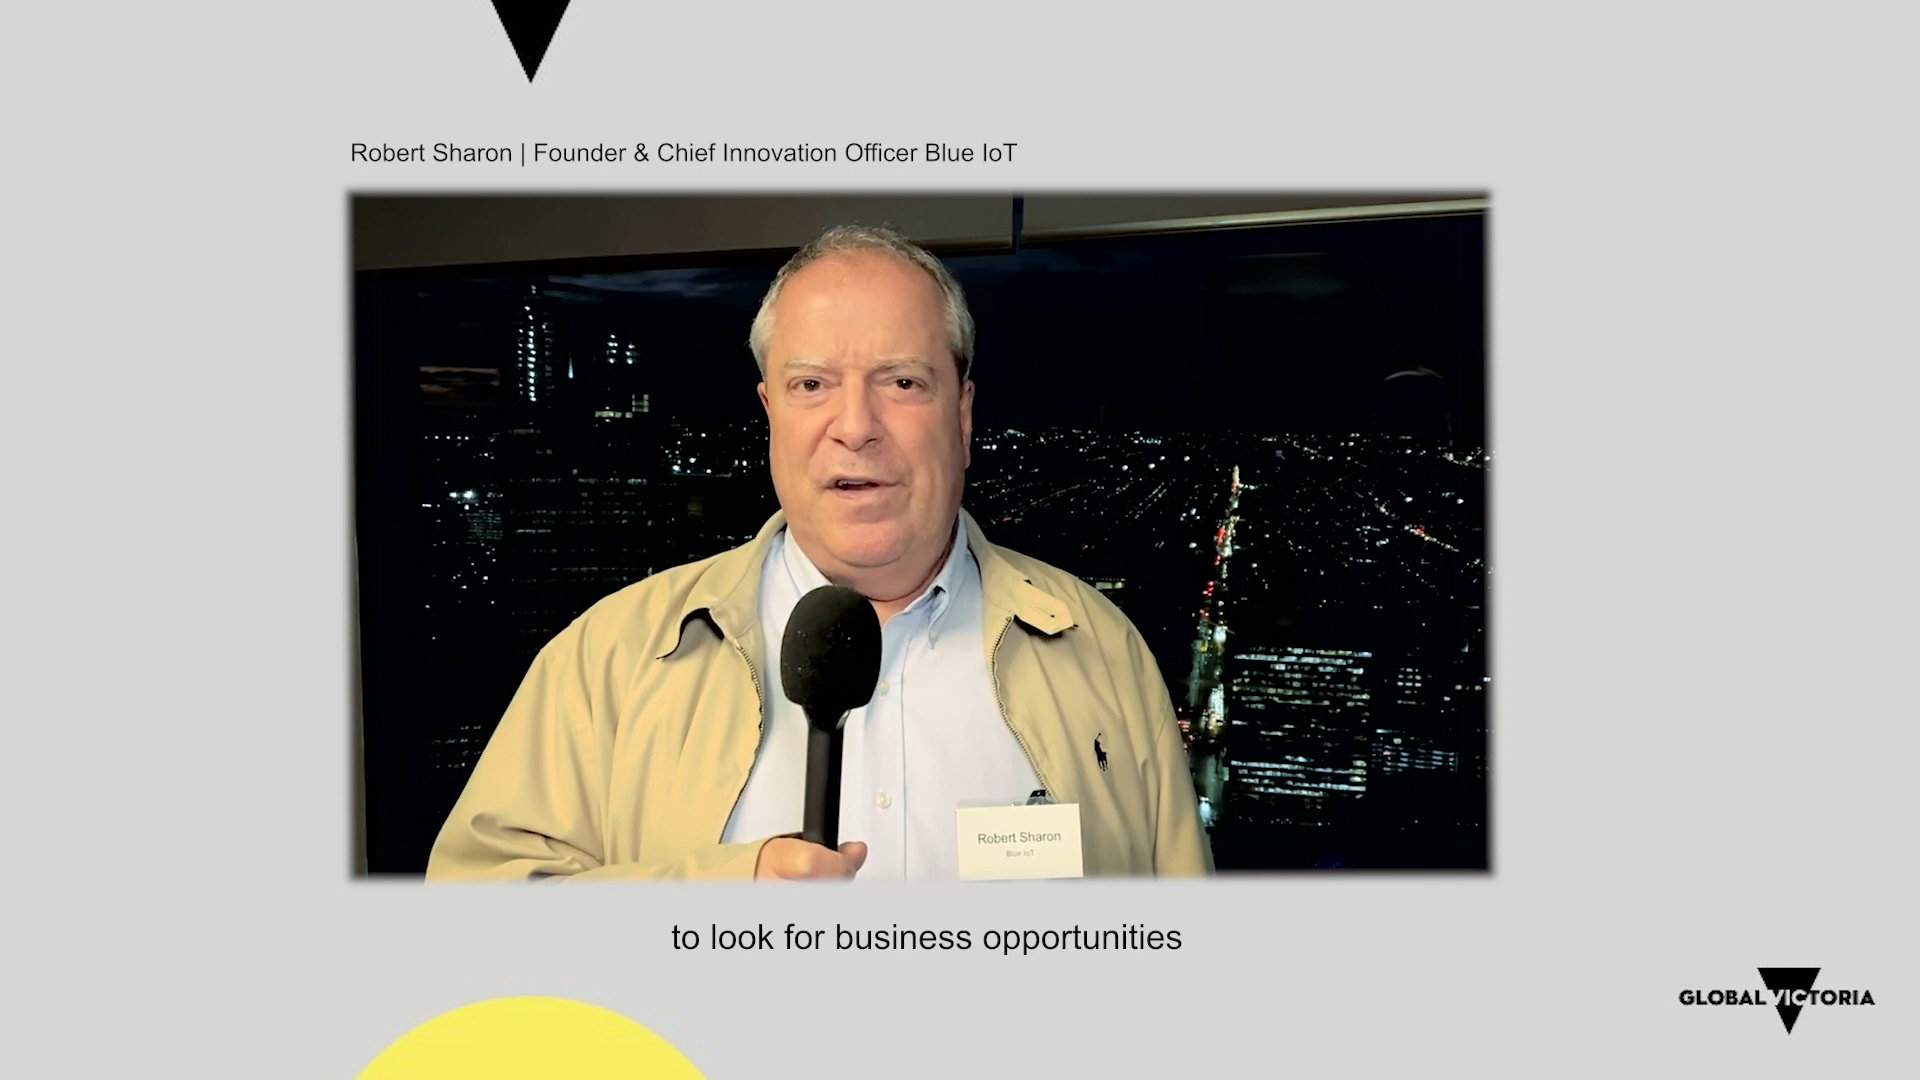 Robert Sharon | Founder & Chief Innovation Officer Blue IoT
Robert Sharon
Blue IoT
to look for business opportunities
GLOBAL VICTORIA